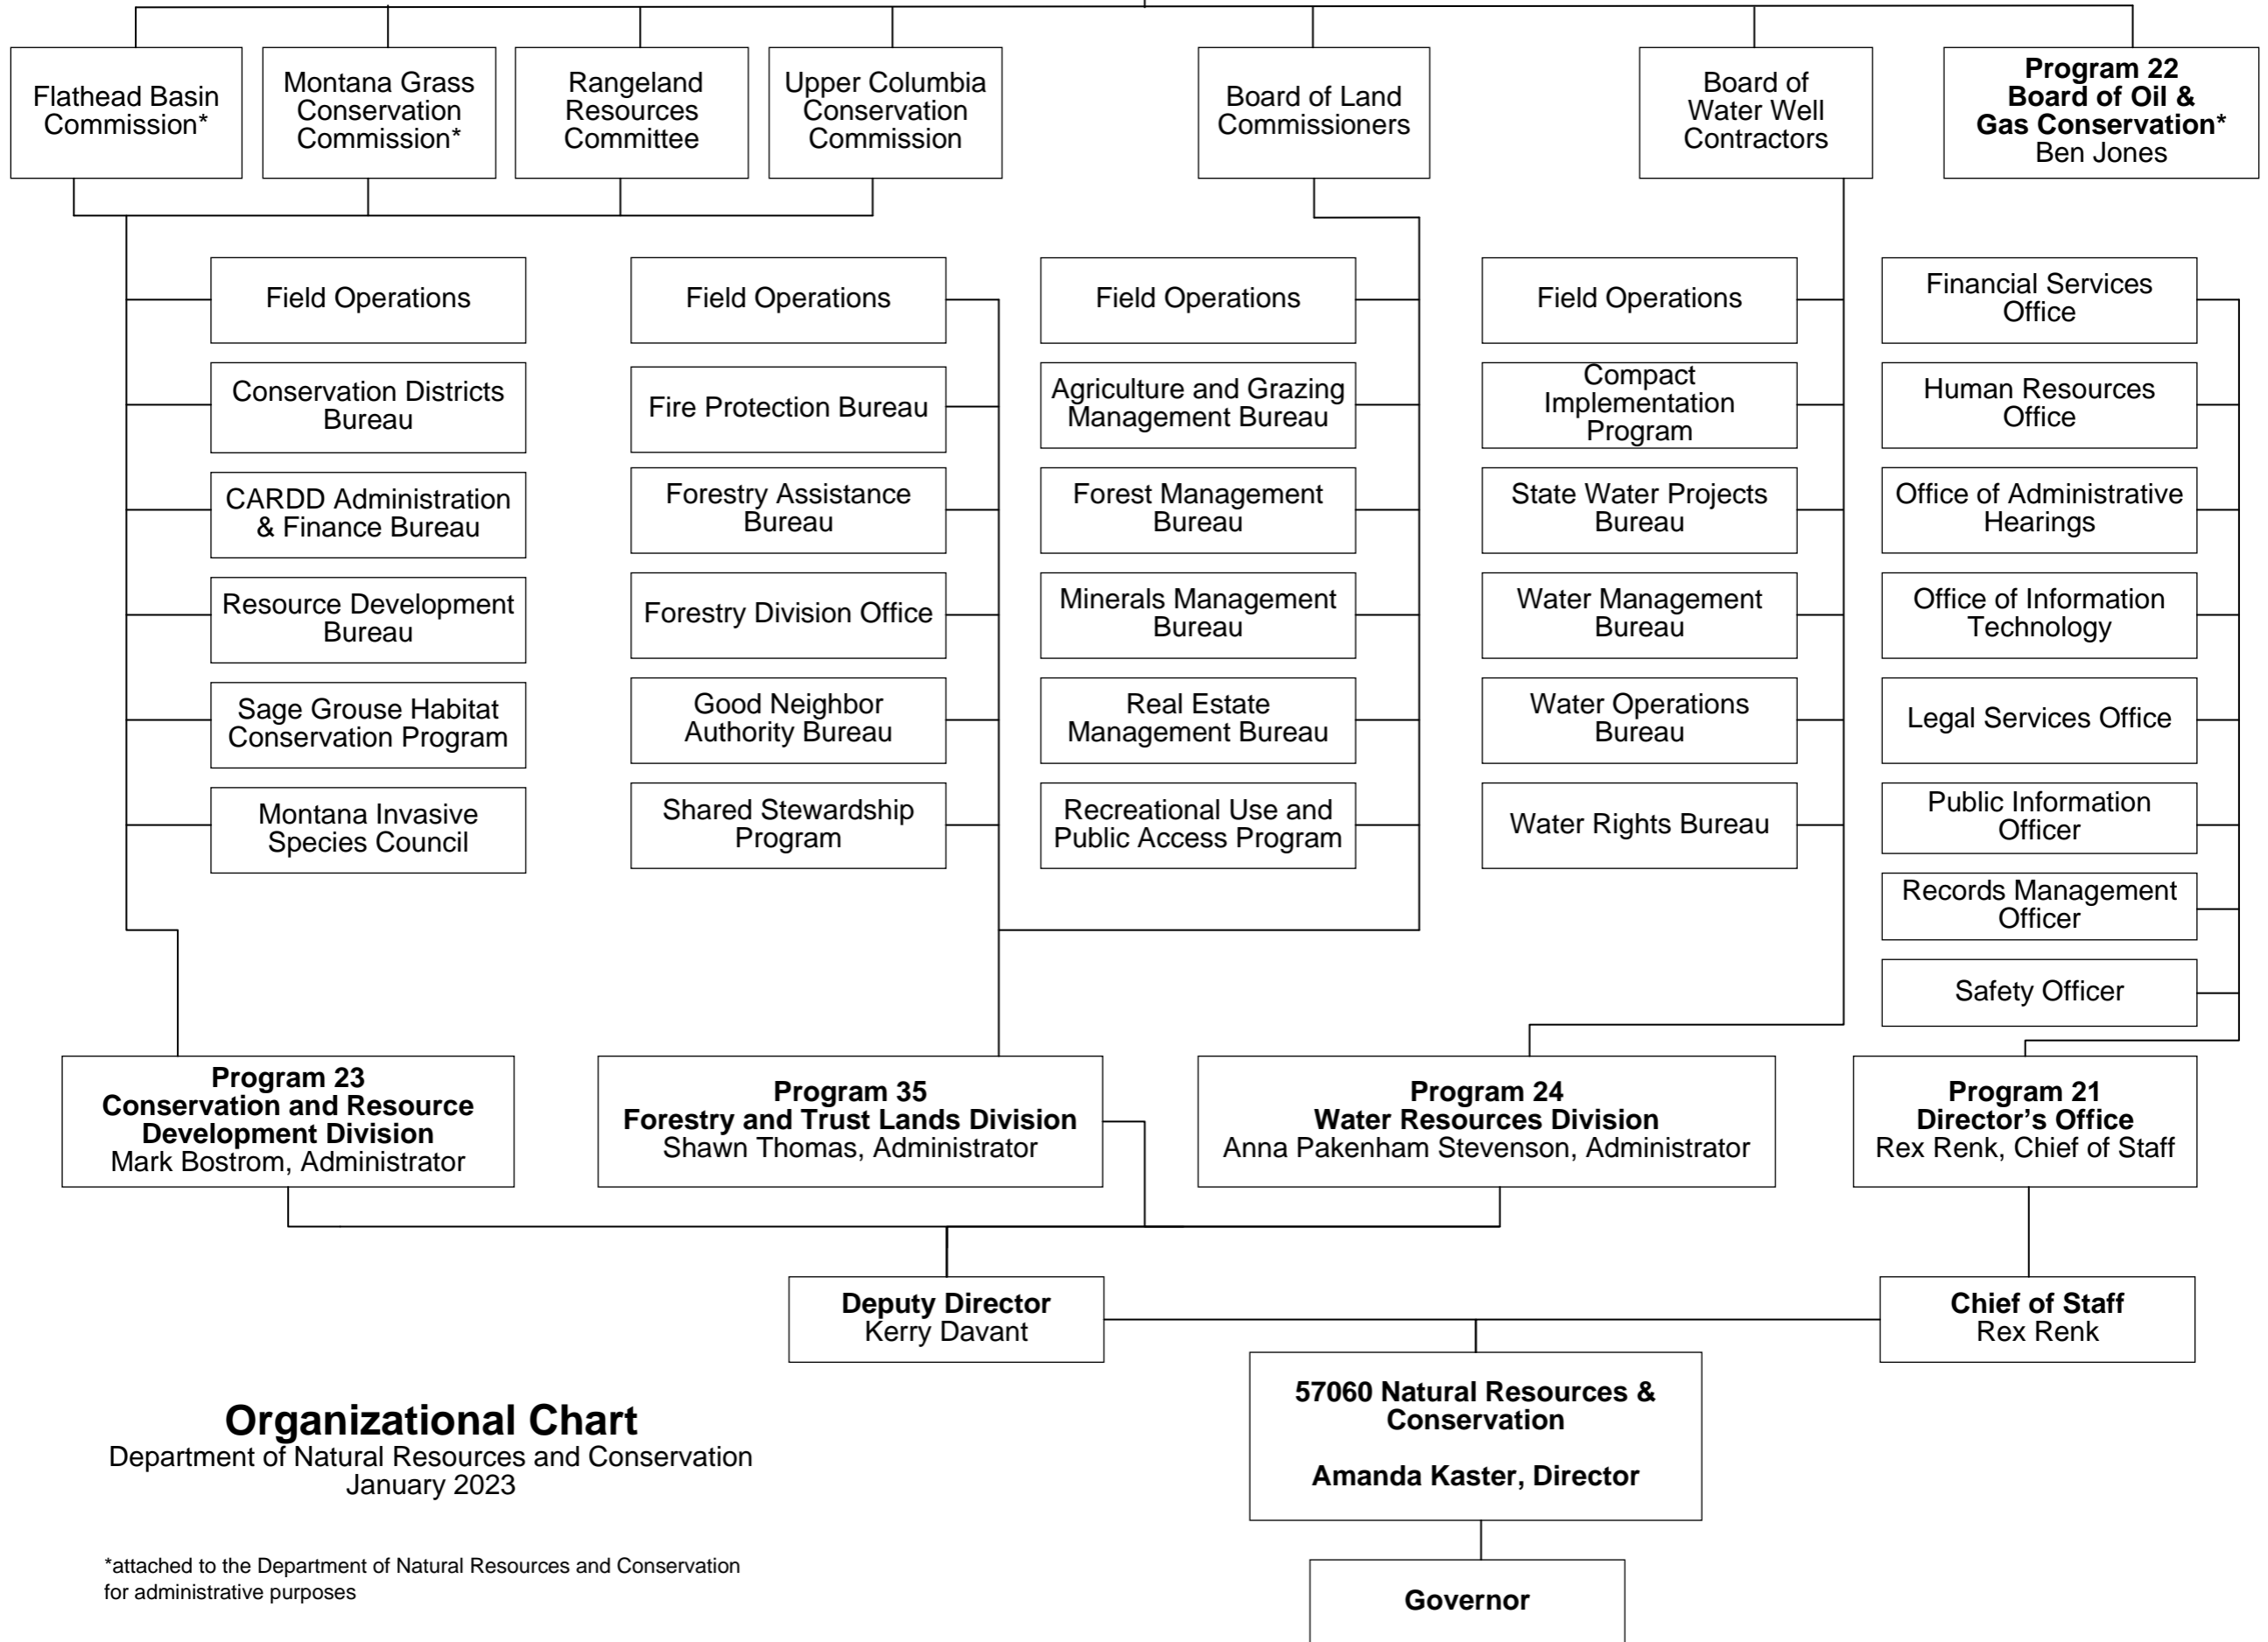 Flathead Basin
Commission*
Montana Grass
Conservation
Commission*
Rangeland
Resources
Committee
Upper Columbia
Conservation
Commission
Board of Land
Commissioners
Board of
Water Well
Contractors
Program 22
Board of Oil &
Gas Conservation*
Ben Jones
Field Operations
Conservation Districts
Bureau
CARDD Administration
& Finance Bureau
Resource Development
Bureau
Sage Grouse Habitat
Conservation Program
Montana Invasive
Species Council
Field Operations
Fire Protection Bureau
Forestry Assistance
Bureau
Forestry Division Office
Good Neighbor
Authority Bureau
Shared Stewardship
Program
Field Operations
Agriculture and Grazing
Management Bureau
Forest Management
Bureau
Minerals Management
Bureau
Real Estate
Management Bureau
Recreational Use and
Public Access Program
Field Operations
Compact
Implementation
Program
State Water Projects
Bureau
Water Management
Bureau
Water Operations
Bureau
Water Rights Bureau
Financial Services
Office
Human Resources
Office
Office of Administrative
Hearings
Office of Information
Technology
Legal Services Office
Public Information
Officer
Records Management
Officer
Safety Officer
Program 23
Conservation and Resource
Development Division
Mark Bostrom, Administrator
Program 35
Forestry and Trust Lands Division
Shawn Thomas, Administrator
Program 24
Water Resources Division
Anna Pakenham Stevenson, Administrator
Program 21
Director’s Office
Rex Renk, Chief of Staff
Deputy Director
Kerry Davant
Chief of Staff
Rex Renk
57060 Natural Resources &
Conservation
Amanda Kaster, Director
Governor
Organizational Chart
Department of Natural Resources and Conservation
January 2023
*attached to the Department of Natural Resources and Conservation
for administrative purposes